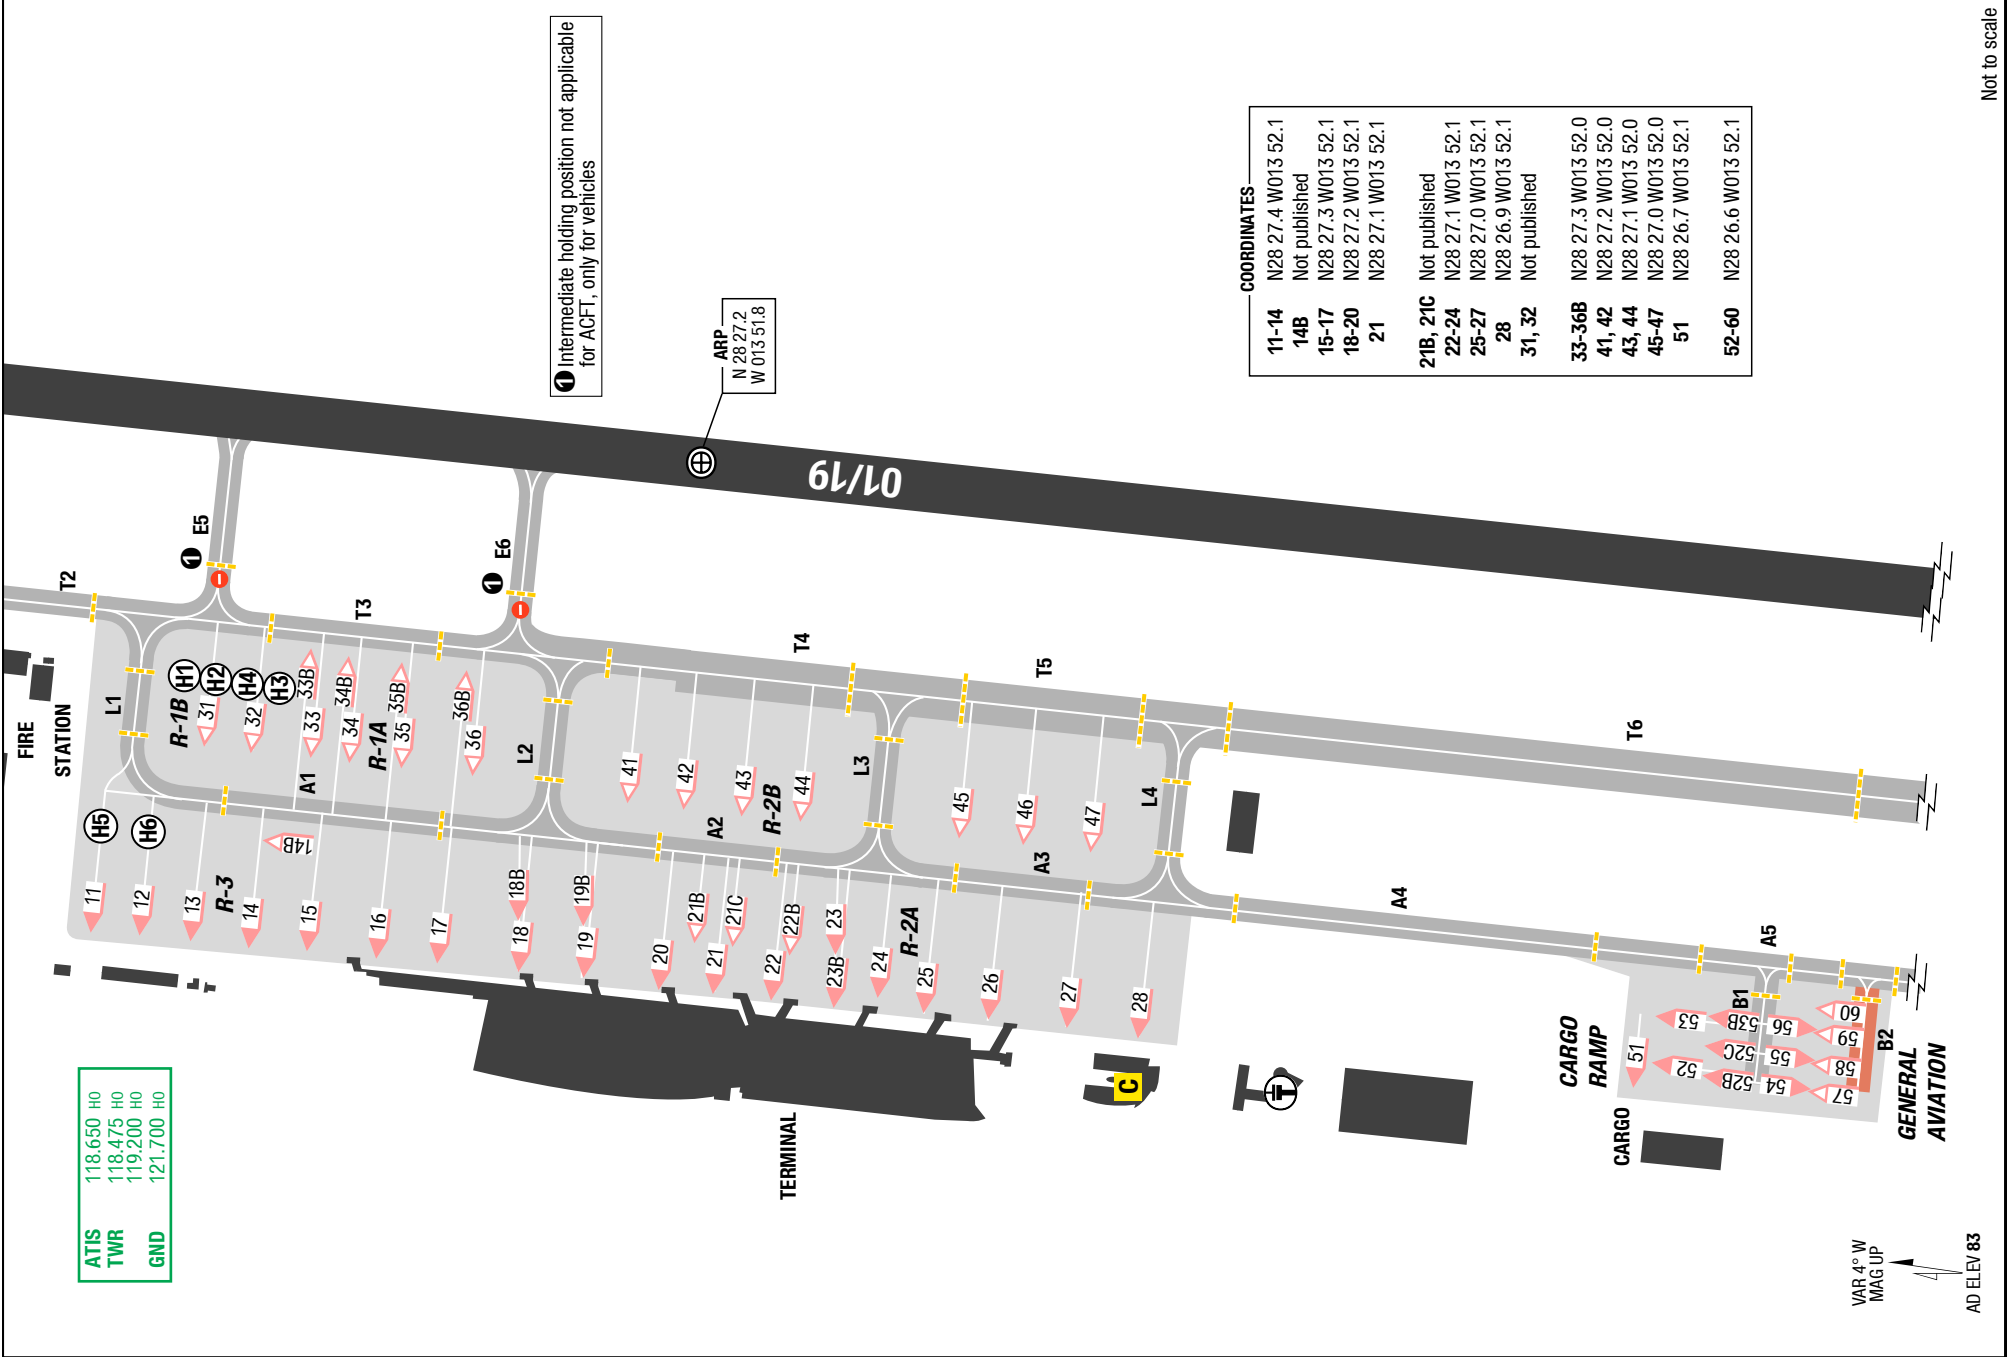 ATIS 118.650 HO
TWR 118.475 HO
119.200 HO
GND 121.700 HO
❶ Intermediate holding position not applicable
for ACFT, only for vehicles
ARP
N 28 27.2
W 013 51.8
COORDINATES
11-14 N28 27.4 W013 52.1
14B Not published
15-17 N28 27.3 W013 52.1
18-20 N28 27.2 W013 52.1
21 N28 27.1 W013 52.1
21B, 21C Not published
22-24 N28 27.1 W013 52.1
25-27 N28 27.0 W013 52.1
28 N28 26.9 W013 52.1
31, 32 Not published
33-36B N28 27.3 W013 52.0
41, 42 N28 27.2 W013 52.0
43, 44 N28 27.1 W013 52.0
45-47 N28 27.0 W013 52.0
51 N28 26.7 W013 52.1
52-60 N28 26.6 W013 52.1
Not to scale
01/19
FIRE
STATION
T2
❶
E5
T3
❶
E6
T4
T5
T6
L1
R-1B
H1
H2
H4
H3
31
32
33
33B
34
34B
35
35B
36
36B
R-1A
A1
L2
41
42
43
44
R-2B
A2
L3
45
46
47
A3
L4
A4
A5
H5
H6
11
12
13
R-3
14
14B
15
16
17
18B
18
19B
19
20
21B
21
21C
22
22B
23
23B
24
R-2A
25
26
27
28
TERMINAL
C
CARGO
RAMP
CARGO
51
52
53
52B
52C
53B
B1
54
55
56
57
58
59
60
B2
GENERAL
AVIATION
VAR 4° W
MAG UP
AD ELEV 83